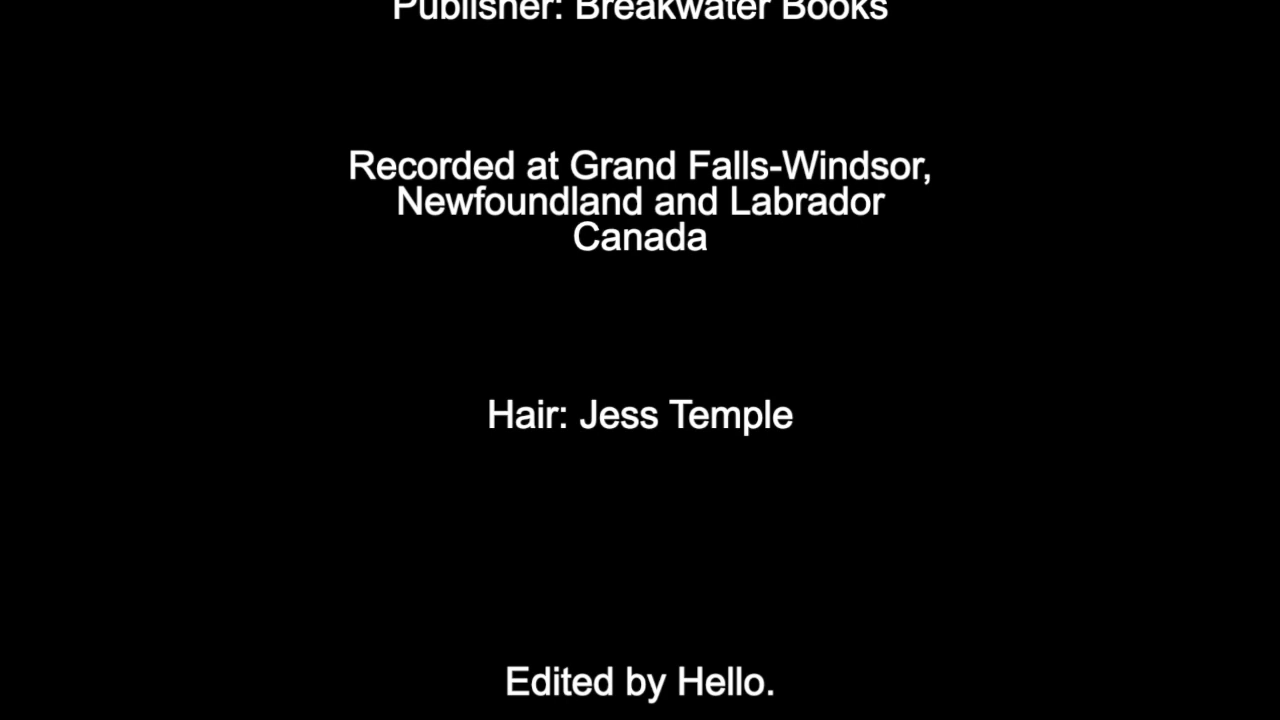 Publisher: Breakwater Books
Recorded at Grand Falls-Windsor,
Newfoundland and Labrador
Canada
Hair: Jess Temple
Edited by Hello.